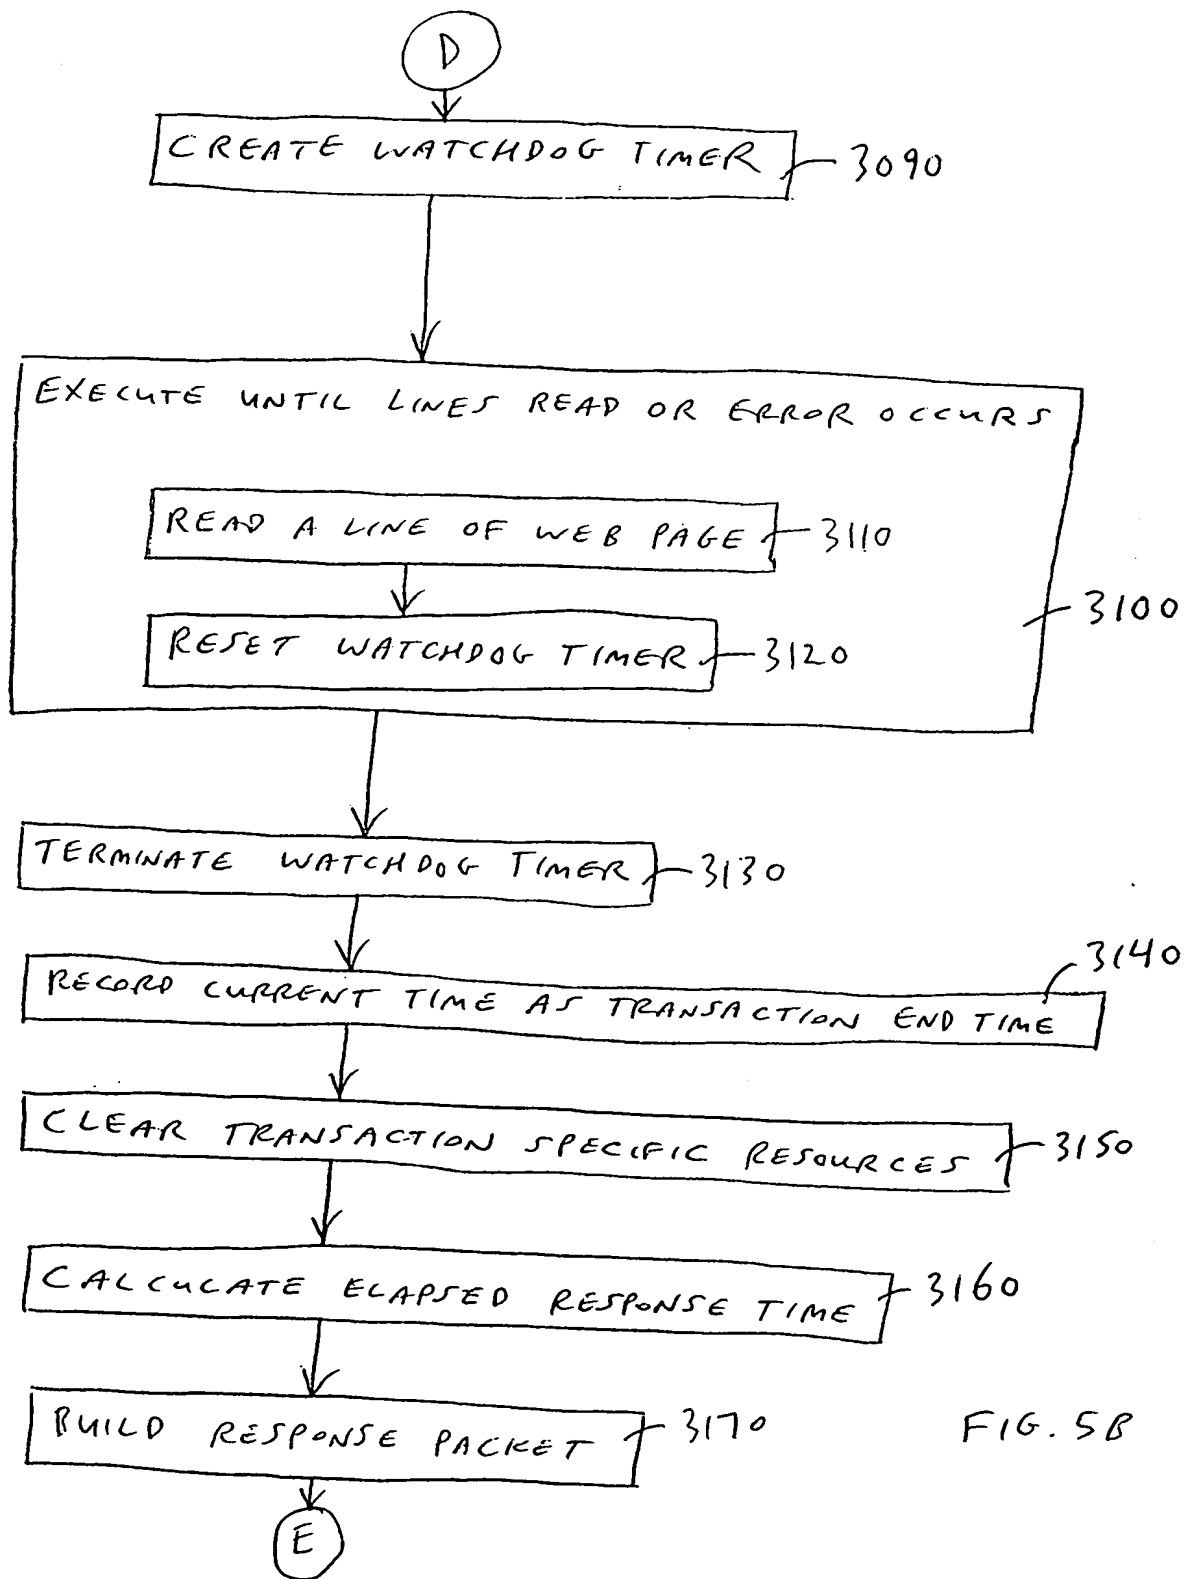 D
CREATE WATCHDOG TIMER
3090
EXECUTE UNTIL LINES READ OR ERROR OCCURS
READ A LINE OF WEB PAGE
3110
3100
RESET WATCHDOG TIMER
3120
TERMINATE WATCHDOG TIMER
3130
3140
RECORD CURRENT TIME AS TRANSACTION END TIME
CLEAR TRANSACTION SPECIFIC RESOURCES
3150
CALCULATE ELAPSED RESPONSE TIME
3160
BUILD RESPONSE PACKET
3170
FIG. 5B
E